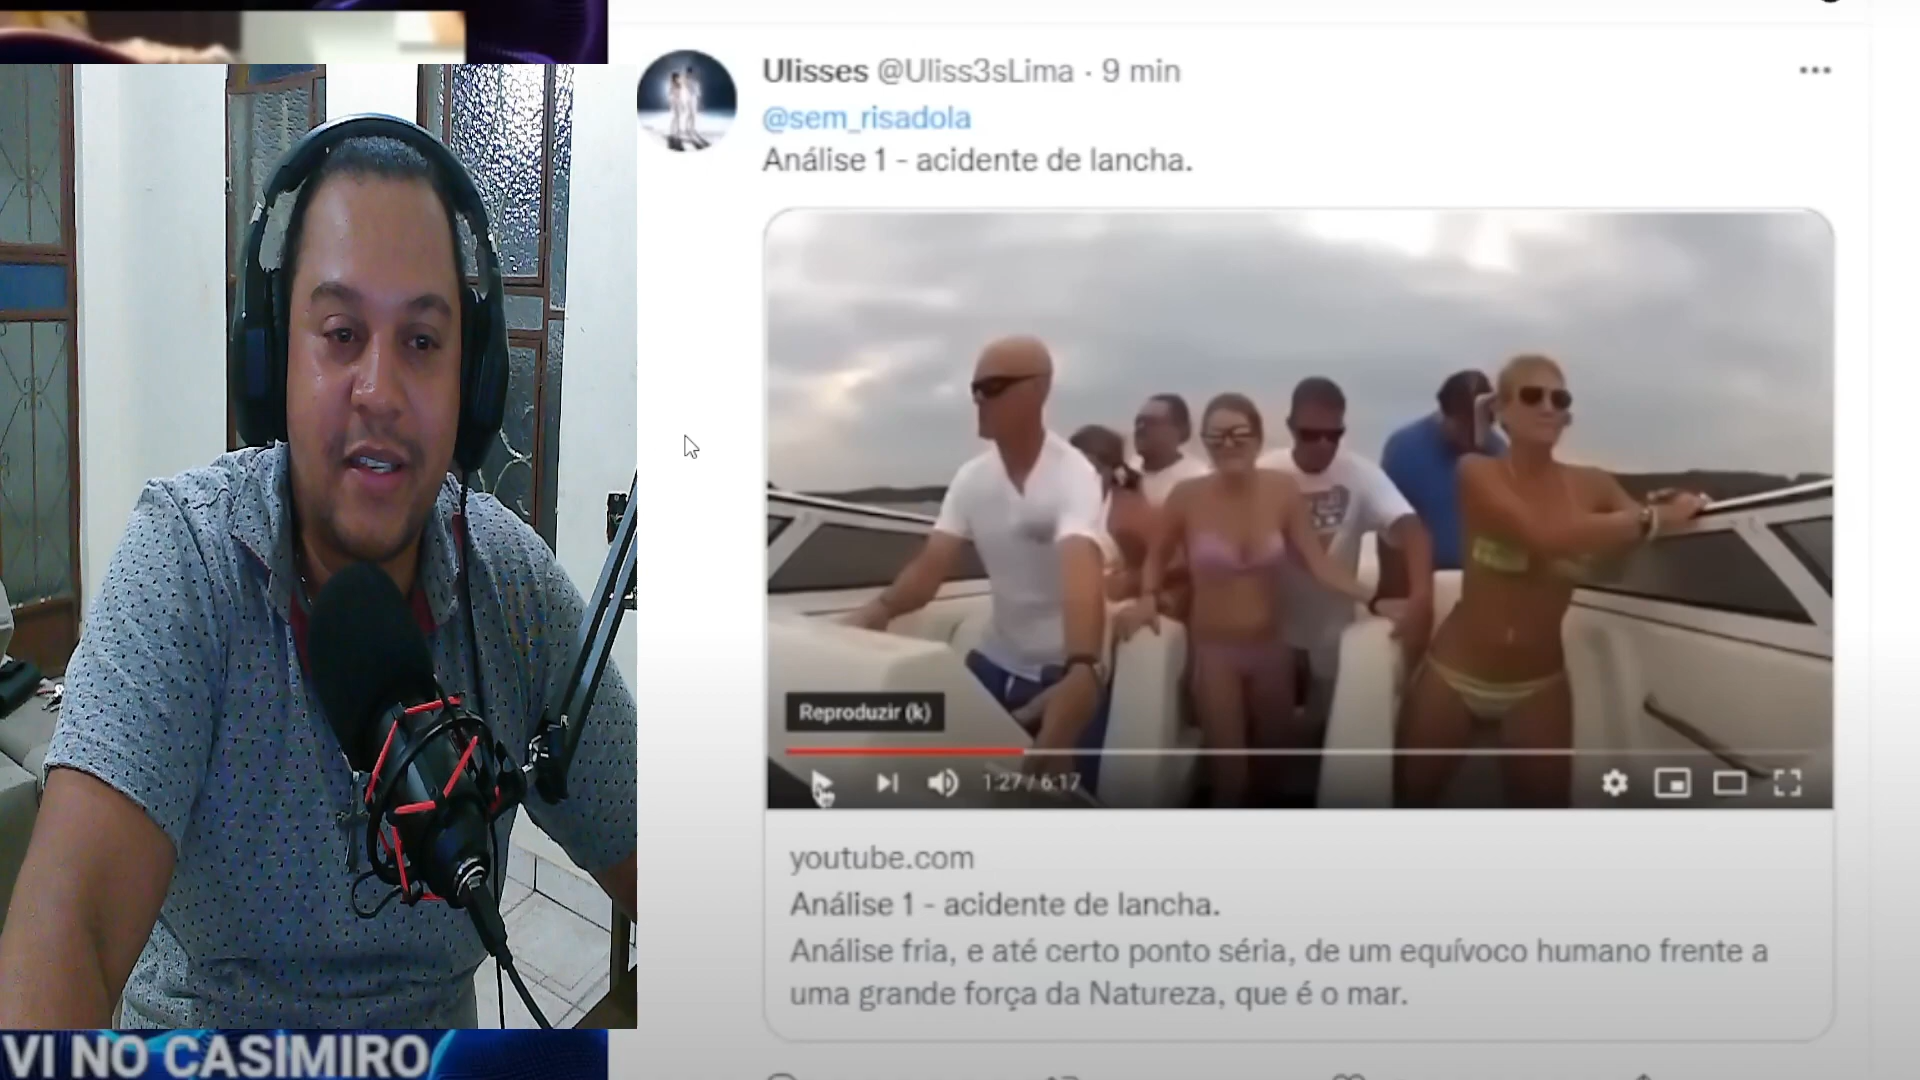 Ulisses @Uliss3sLima · 9 min
@sem_risadola
Análise 1 - acidente de lancha.
Reproduzir (k)
1:27 / 6:17
youtube.com
Análise 1 - acidente de lancha.
Análise fria, e até certo ponto séria, de um equívoco humano frente a
uma grande força da Natureza, que é o mar.
VI NO CASIMIRO